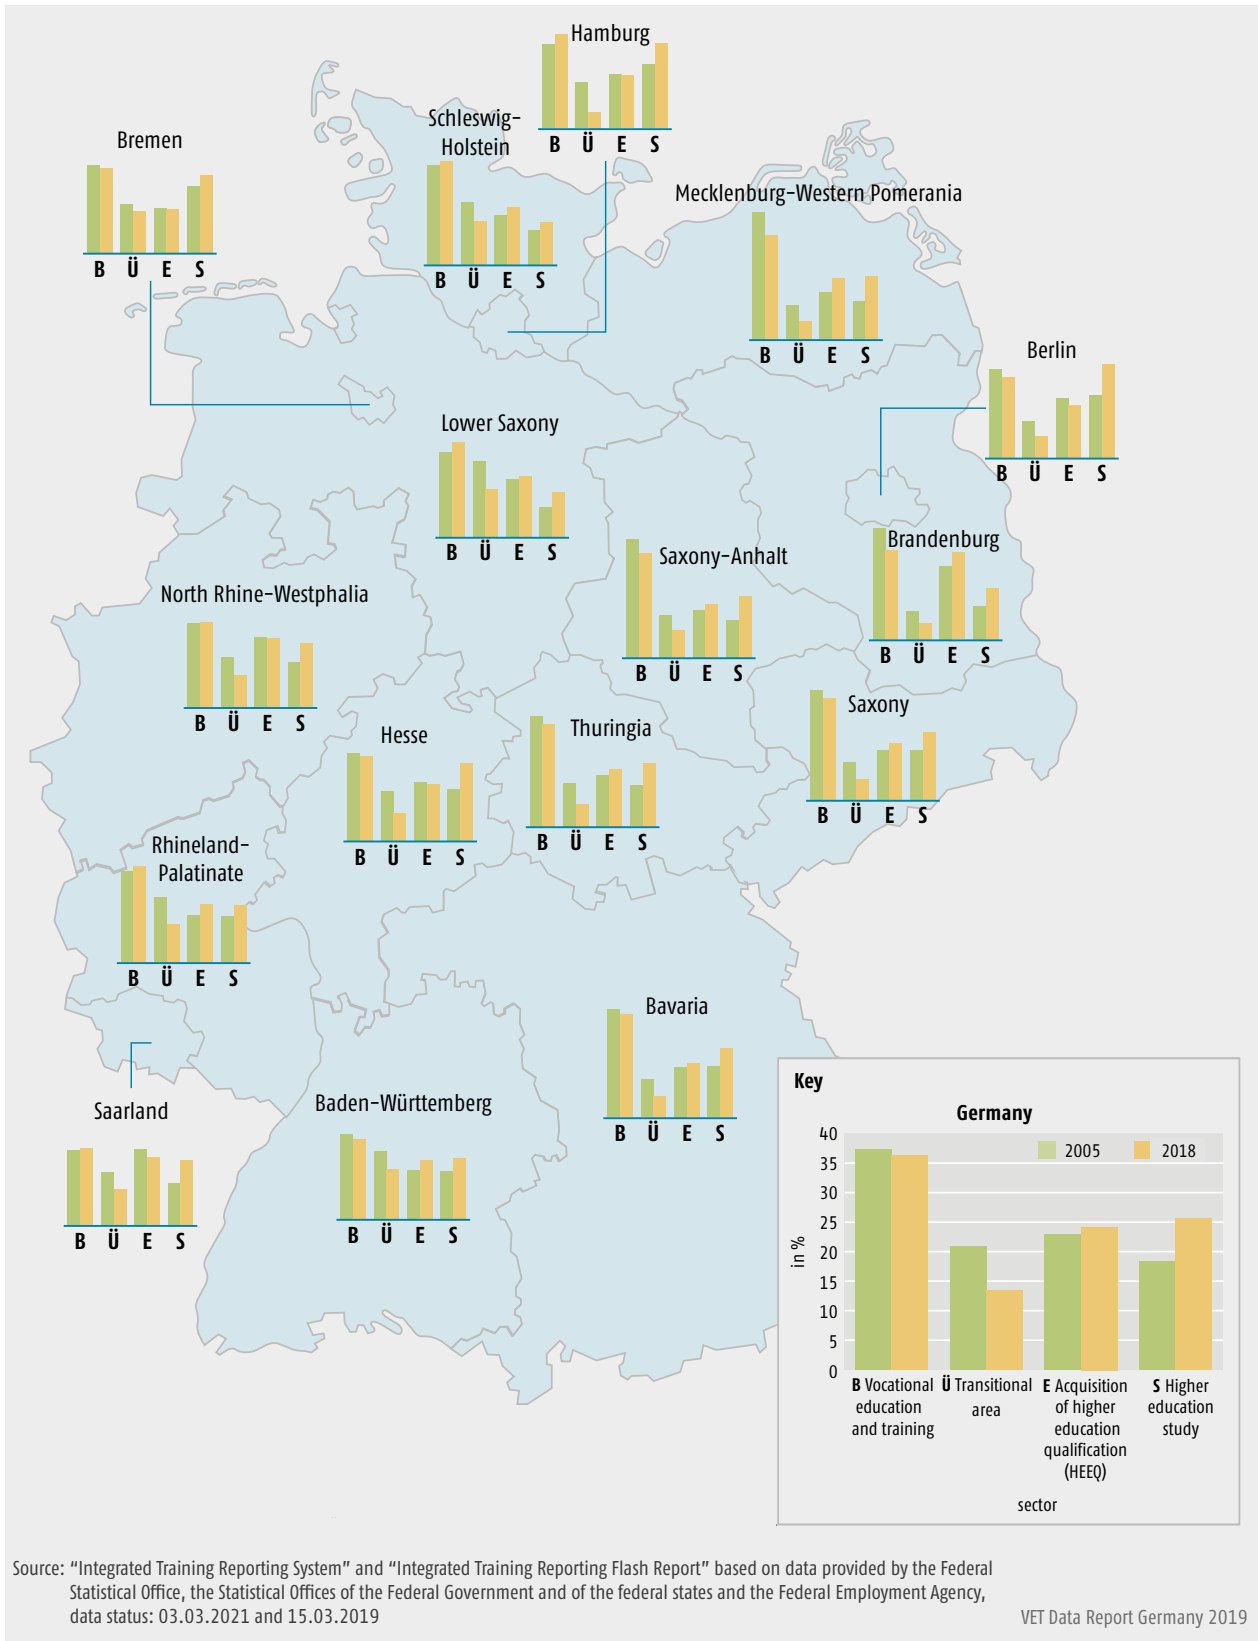 Hamburg
B Ü E S
Schleswig-
Holstein
B Ü E S
Bremen
B Ü E S
Mecklenburg-Western Pomerania
B Ü E S
Berlin
B Ü E S
Lower Saxony
B Ü E S
Brandenburg
B Ü E S
Saxony-Anhalt
B Ü E S
North Rhine-Westphalia
B Ü E S
Saxony
B Ü E S
Thuringia
B Ü E S
Hesse
B Ü E S
Rhineland-
Palatinate
B Ü E S
Bavaria
B Ü E S
Saarland
B Ü E S
Baden-Württemberg
B Ü E S
Key
Germany
2005 2018
in %
40
35
30
25
20
15
10
5
0
B Vocational
education
and training
Ü Transitional
area
E Acquisition
of higher
education
qualification
(HEEQ)
S Higher
education
study
sector
Source: “Integrated Training Reporting System” and “Integrated Training Reporting Flash Report” based on data provided by the Federal
Statistical Office, the Statistical Offices of the Federal Government and of the federal states and the Federal Employment Agency,
data status: 03.03.2021 and 15.03.2019
VET Data Report Germany 2019